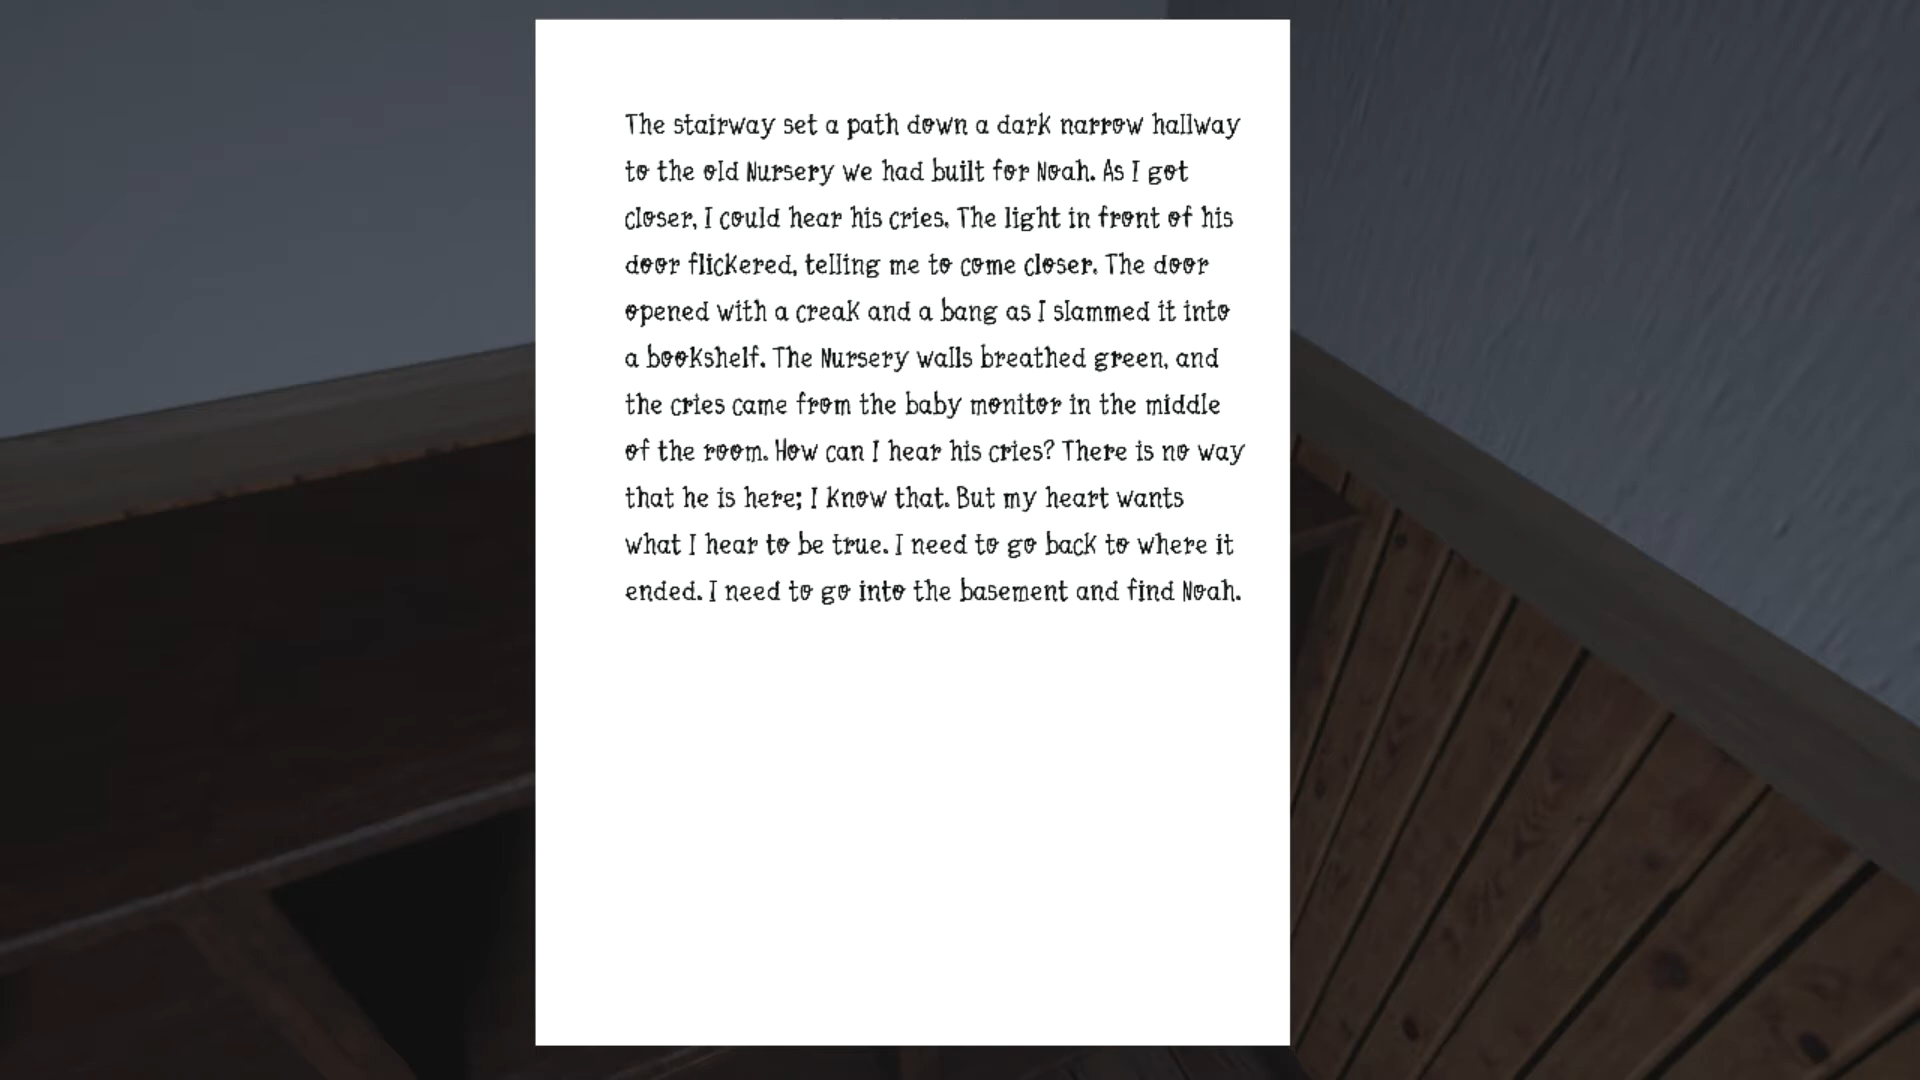 The stairway set a path down a dark narrow hallway
to the old Nursery we had built for Noah. As I got
closer, I could hear his cries. The light in front of his
door flickered, telling me to come closer. The door
opened with a creak and a bang as I slammed it into
a bookshelf. The Nursery walls breathed green, and
the cries came from the baby monitor in the middle
of the room. How can I hear his cries? There is no way
that he is here; I know that. But my heart wants
what I hear to be true. I need to go back to where it
ended. I need to go into the basement and find Noah.